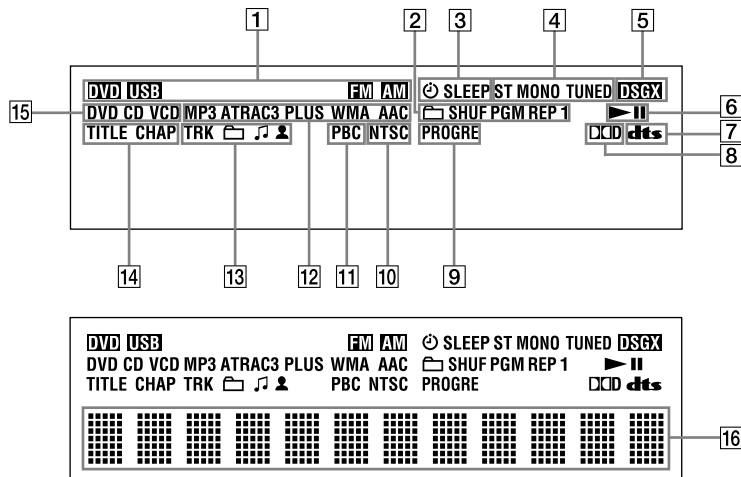 1 2 3 4 5
DVD USB FM AM SLEEP ST MONO TUNED DSGX
15 DVD CD VCD MP3 ATRAC3 PLUS WMA AAC SHUF PGM REP 1 6
TITLE CHAP TRK PBC NTSC PROGRE dts 7
8
14 13 12 11 10 9
DVD USB FM AM SLEEP ST MONO TUNED DSGX
DVD CD VCD MP3 ATRAC3 PLUS WMA AAC SHUF PGM REP 1
TITLE CHAP TRK PBC NTSC PROGRE dts
16